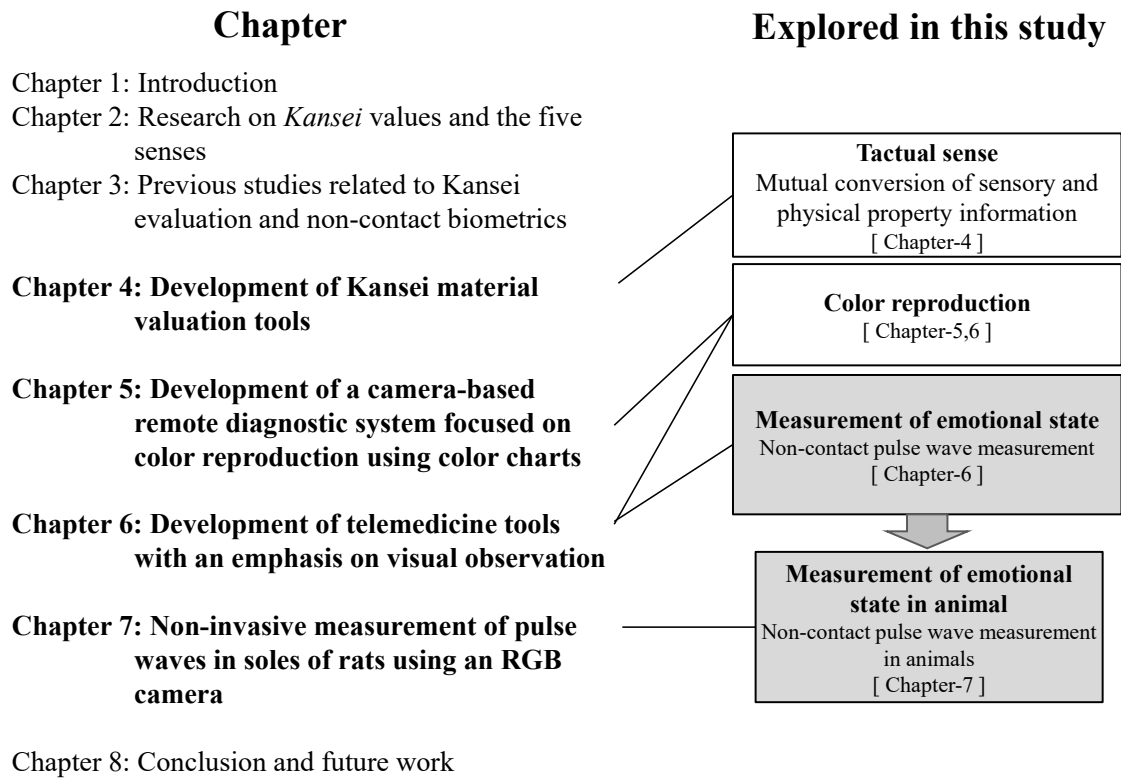 Chapter
Chapter 1: Introduction
Chapter 2: Research on Kansei values and the five
senses
Chapter 3: Previous studies related to Kansei
evaluation and non-contact biometrics
Chapter 4: Development of Kansei material
valuation tools
Chapter 5: Development of a camera-based
remote diagnostic system focused on
color reproduction using color charts
Chapter 6: Development of telemedicine tools
with an emphasis on visual observation
Chapter 7: Non-invasive measurement of pulse
waves in soles of rats using an RGB
camera
Chapter 8: Conclusion and future work
Explored in this study
Tactual sense
Mutual conversion of sensory and
physical property information
[ Chapter-4 ]
Color reproduction
[ Chapter-5,6 ]
Measurement of emotional state
Non-contact pulse wave measurement
[ Chapter-6 ]
Measurement of emotional
state in animal
Non-contact pulse wave measurement
in animals
[ Chapter-7 ]